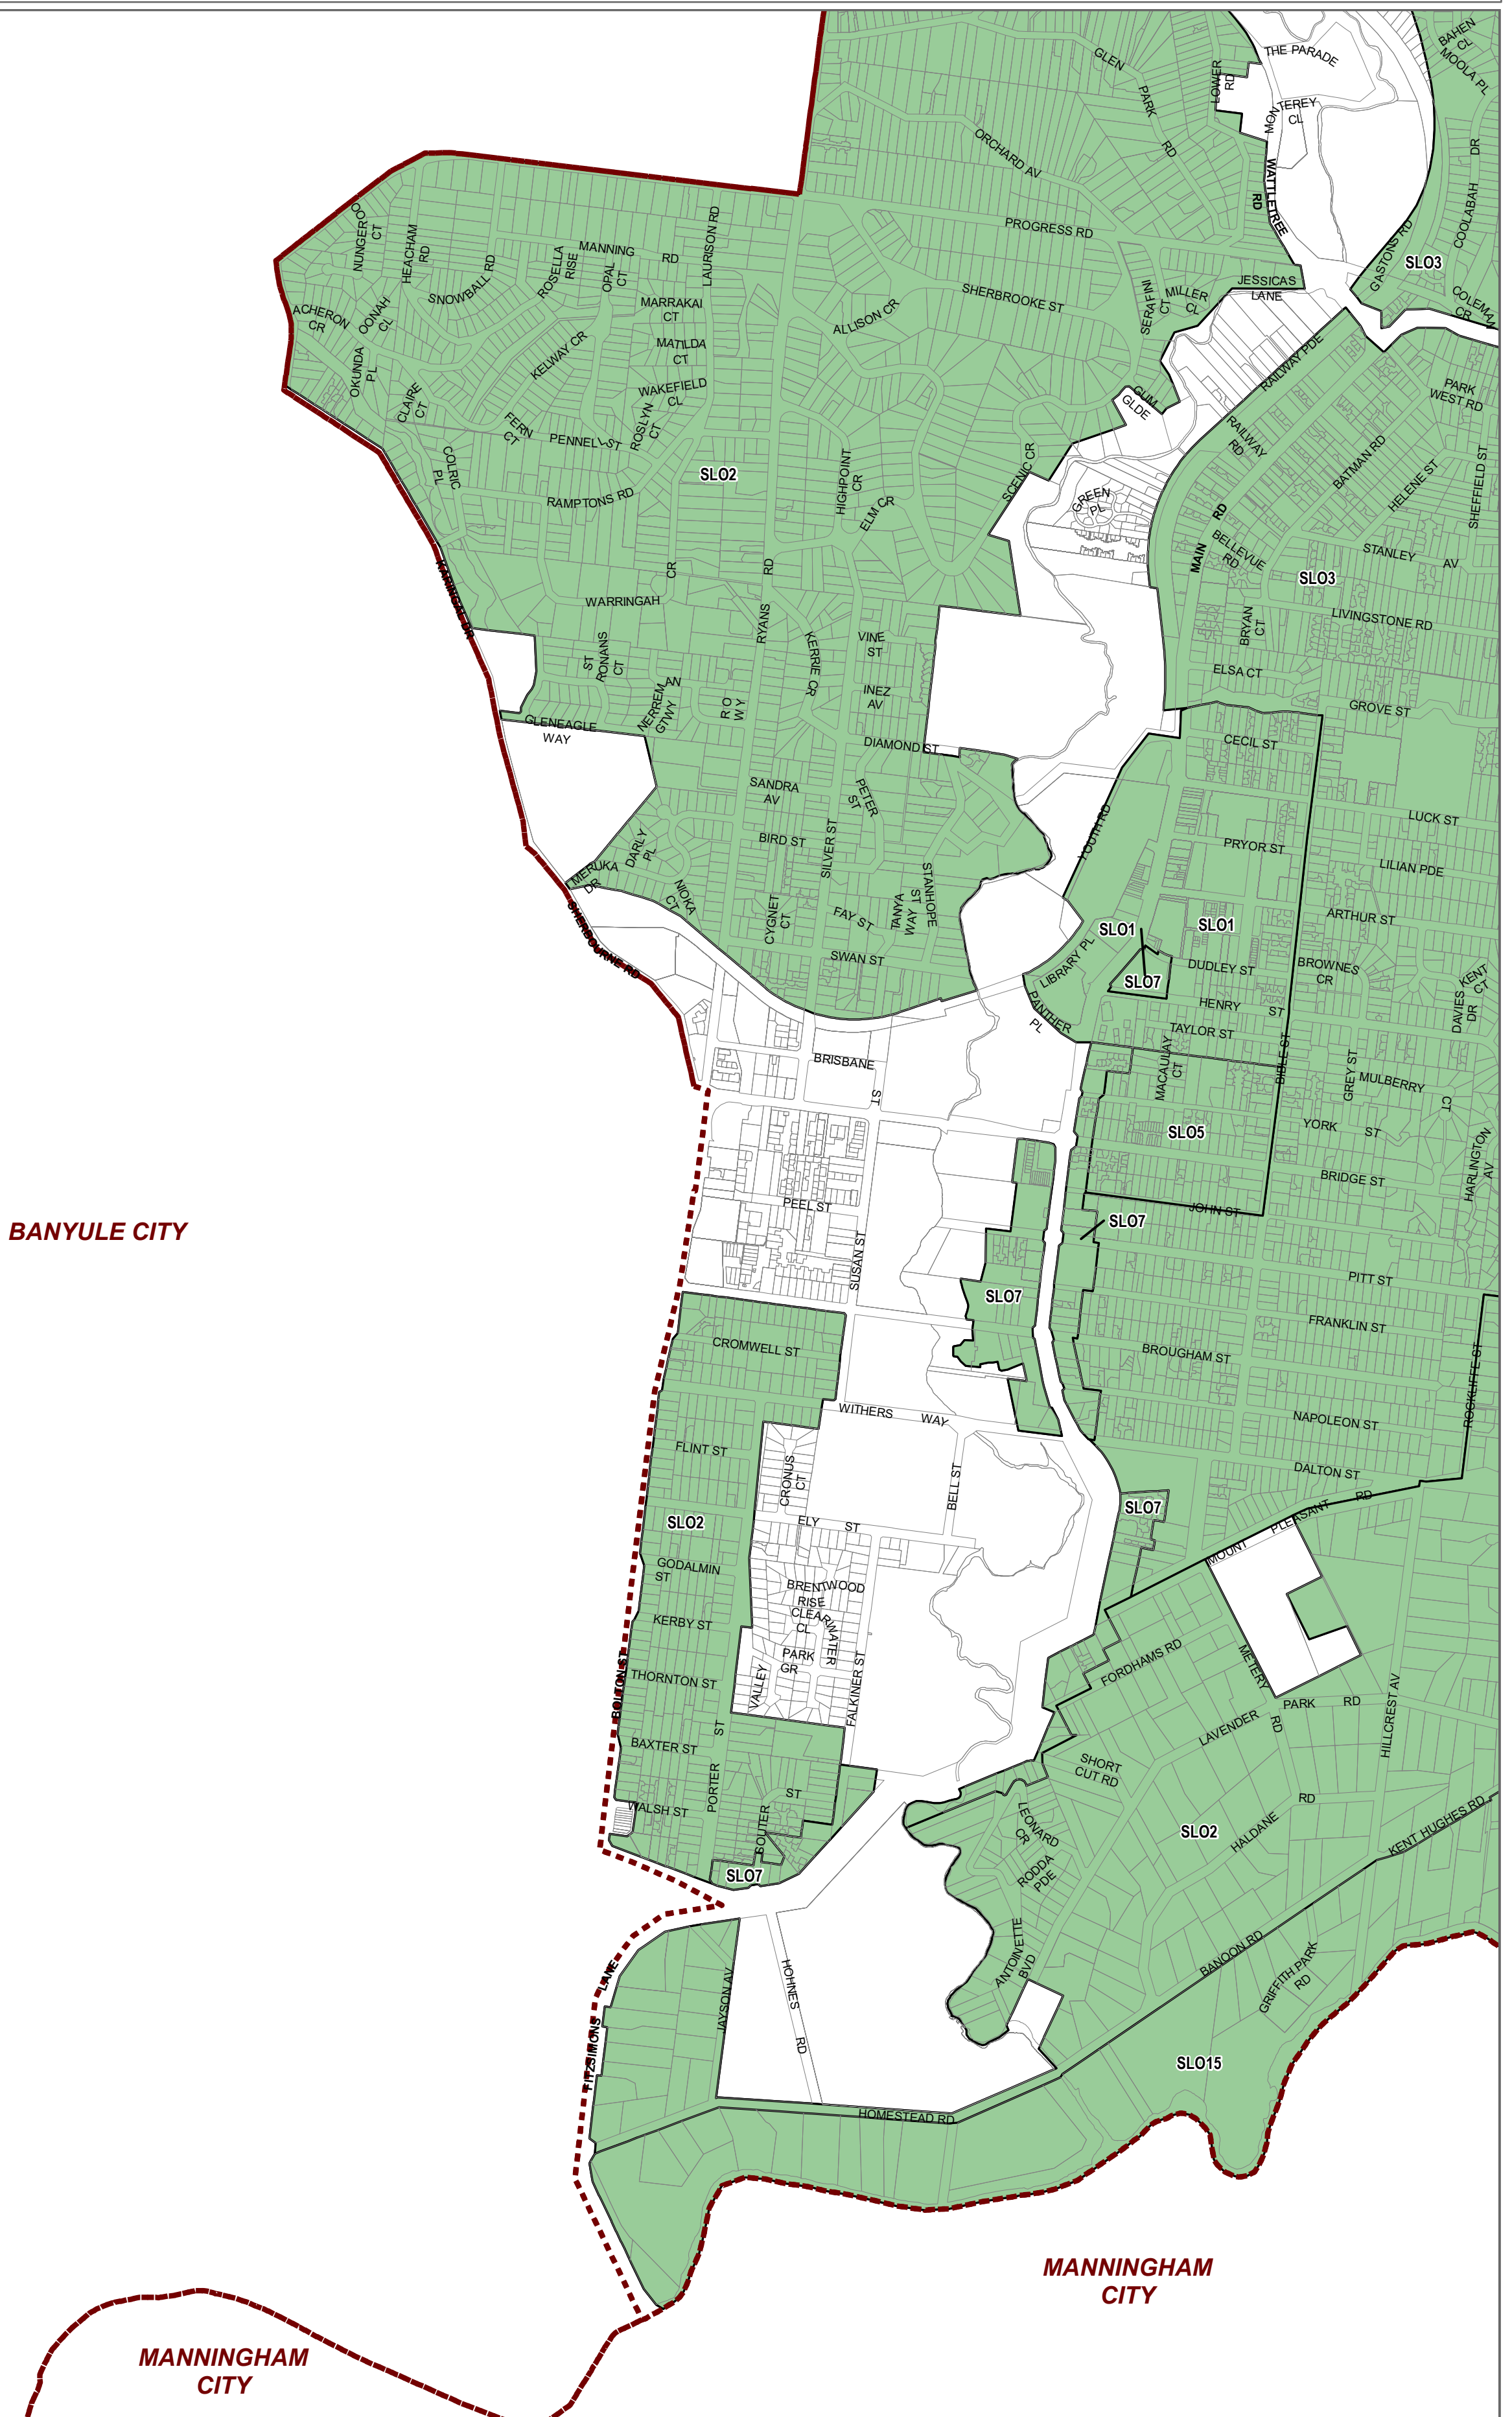 THE PARADE
BAHEN
CL
MOOLA PL
GLEN
PARK
RD
LOWER
RD
TEREY
CL
MON
ORCHARD AV
WATTLETREE
RD
DR
COOLABAH
NUNGEROO
CT
HEACHAM
RD
SNOWBALL RD
ROSELLA
RISE
MANNING
RD
OPAL
CT
LAURISON RD
PROGRESS RD
GASTONS RD
SLO3
JESSICAS
LANE
COLEMAN
CR
SHERBROOKE ST
SERAFINI
CT
MILLER
CL
ACHERON
CR
OONAH
CL
MARRAKAI
CT
ALLISON CR
MATILDA
CT
KELWAY CR
OKUNDA
PL
CLAIRE
CT
WAKEFIELD
CL
ROSLYN
CT
FERN
CT
PENNELL ST
RAILWAY PDE
PARK
WEST RD
GUM
GLDE
RAILWAY
RD
BATMAN RD
HELENE ST
SHEFFIELD ST
COLRIC
PL
SLO2
HIGHPOINT
CR
SCENIC CR
RAMPTONS RD
ELM CR
GREEN
PL
MAIN
RD
BELLEVUE
RD
STANLEY
AV
SLO3
KARINGAL DR
WARRINGAH
CR
RYANS
RD
LIVINGSTONE RD
BRYAN
CT
ST
RONANS
CT
KERRIE CR
VINE
ST
INEZ
AV
ELSA CT
GROVE ST
NERREMAN
GTWY
R O
W Y
GLENEAGLE
WAY
DIAMOND ST
CECIL ST
SANDRA
AV
PETER
ST
LUCK ST
YOUTH RD
BIRD ST
SILVER ST
PRYOR ST
LILIAN PDE
DARLY
PL
MERUKA
DR
NIOKA
CT
CYGNET
CT
FAY ST
TANYA
WAY
STANHOPE
ST
SLO1
SLO1
ARTHUR ST
SHERBOURNE RD
SWAN ST
LIBRARY PL
SLO7
DUDLEY ST
BROWNES
CR
KENT
CT
DAVIES
DR
HENRY
ST
PANTHER
PL
TAYLOR ST
BRISBANE
ST
MACAULAY
CT
BIBLE ST
GREY ST
MULBERRY
CT
SLO5
YORK
ST
BRIDGE ST
HARLINGTON
AV
PEEL ST
JOHN ST
BANYULE CITY
SLO7
SUSAN ST
PITT ST
SLO7
FRANKLIN ST
CROMWELL ST
BROUGHAM ST
ROCKLIFFE ST
WITHERS
WAY
NAPOLEON ST
FLINT ST
CRONUS
CT
BELL ST
DALTON ST
SLO7
SLO2
ELY
ST
MOUNT
PLEASANT
RD
GODALMIN
ST
BRENTWOOD
RISE
CLEARWATER
CL
KERBY ST
PARK
GR
FORDHAMS RD
METERY
RD
THORNTON ST
VALLEY
FALKINER ST
BOLTON ST
LAVENDER
PARK
RD
HILLCREST AV
BAXTER ST
PORTER
ST
SHORT
CUT RD
WALSH ST
SOUTER
ST
LEONARD
CR
SLO2
HALDANE
RD
KENT HUGHES RD
SLO7
RODDA
PDE
ANTOINETTE
BVD
BANOON RD
FITZSIMONS
LANE
JAYSON AV
HOHNES
RD
GRIFFITH PARK
RD
SLO15
HOMESTEAD RD
MANNINGHAM
CITY
MANNINGHAM
CITY